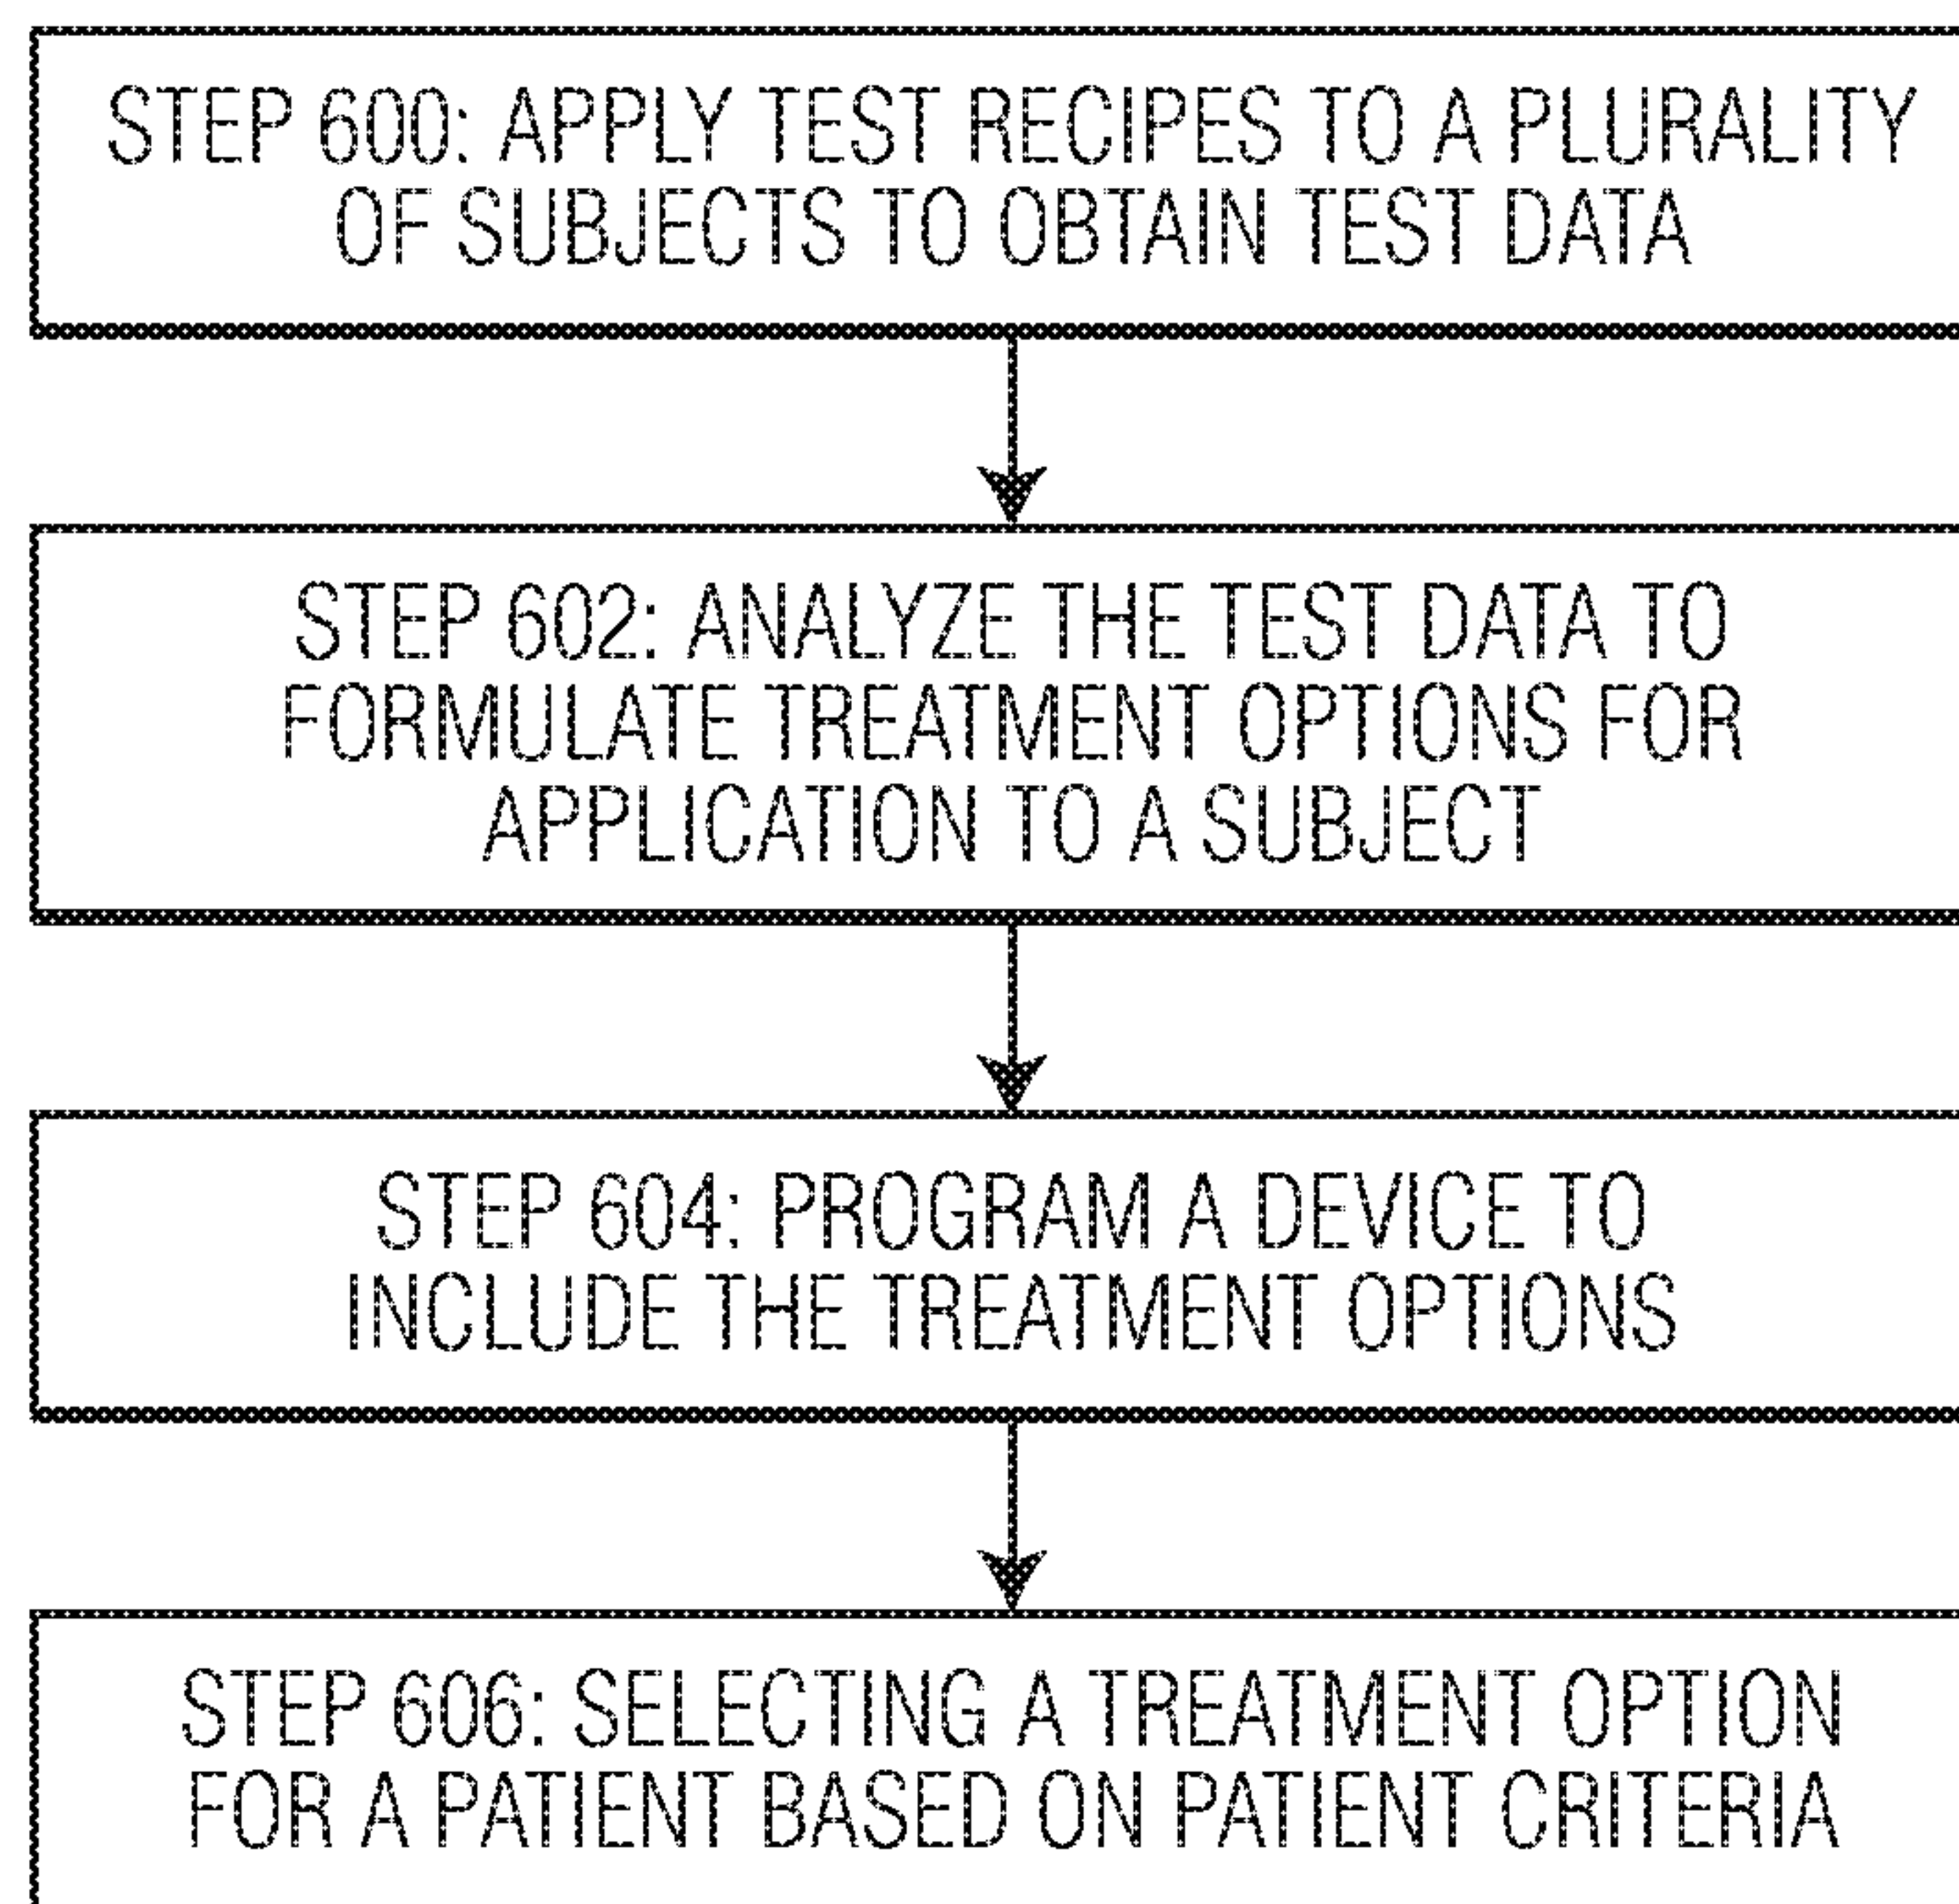 STEP 600: APPLY TEST RECIPES TO A PLURALITY
OF SUBJECTS TO OBTAIN TEST DATA
STEP 602: ANALYZE THE TEST DATA TO
FORMULATE TREATMENT OPTIONS FOR
APPLICATION TO A SUBJECT
STEP 604: PROGRAM A DEVICE TO
INCLUDE THE TREATMENT OPTIONS
STEP 606: SELECTING A TREATMENT OPTION
FOR A PATIENT BASED ON PATIENT CRITERIA